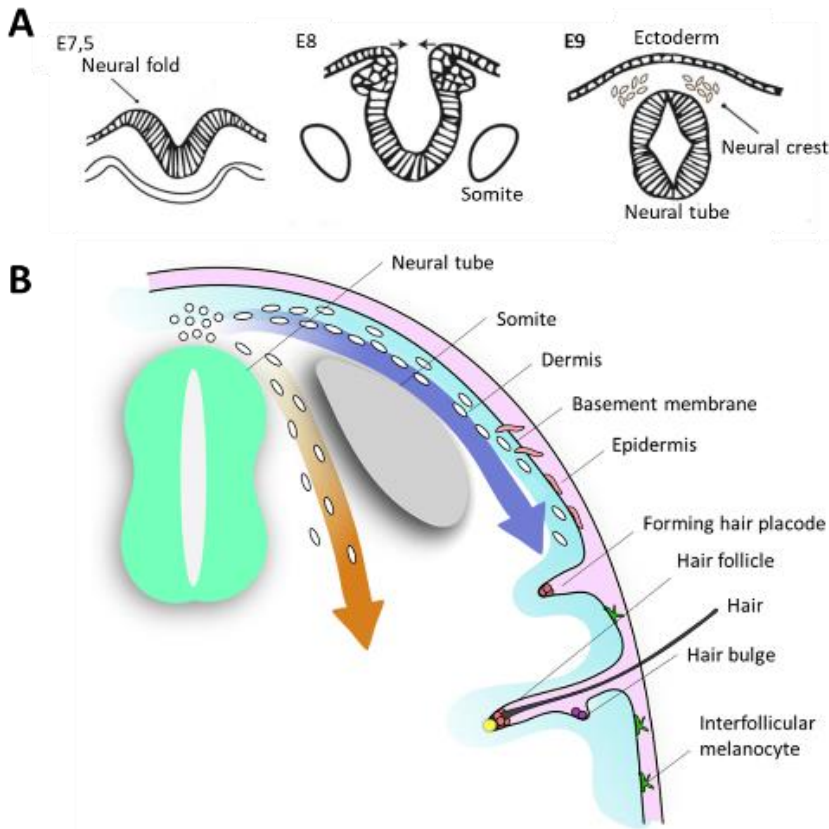 A
E7,5
Neural fold
E8
Somite
E9
Ectoderm
Neural crest
Neural tube
B
Neural tube
Somite
Dermis
Basement membrane
Epidermis
Forming hair placode
Hair follicle
Hair
Hair bulge
Interfollicular
melanocyte